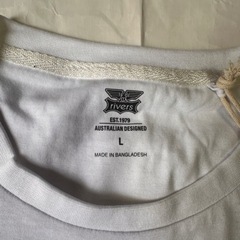 rivers
EST. 1979
AUSTRALIAN DESIGNED
L
MADE IN BANGLADESH